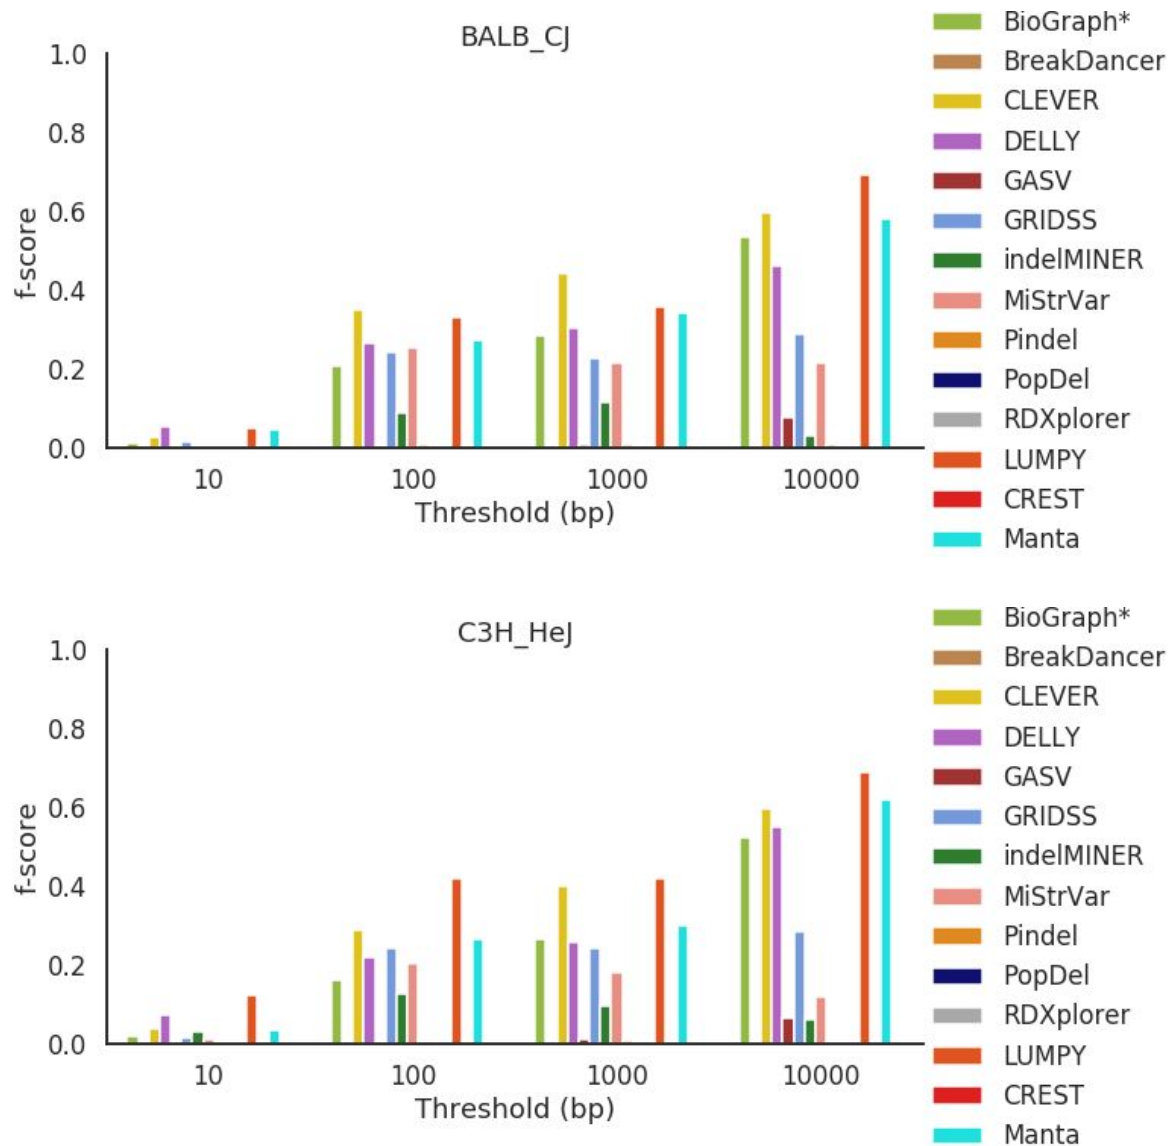 BALB_CJ
1.0
0.8
0.6
0.4
0.2
0.0
f-score
10 100 1000 10000
Threshold (bp)
BioGraph*
BreakDancer
CLEVER
DELLY
GASV
GRIDSS
indelMINER
MiStrVar
Pindel
PopDel
RDXplorer
LUMPY
CREST
Manta
C3H_HeJ
1.0
0.8
0.6
0.4
0.2
0.0
f-score
10 100 1000 10000
Threshold (bp)
BioGraph*
BreakDancer
CLEVER
DELLY
GASV
GRIDSS
indelMINER
MiStrVar
Pindel
PopDel
RDXplorer
LUMPY
CREST
Manta